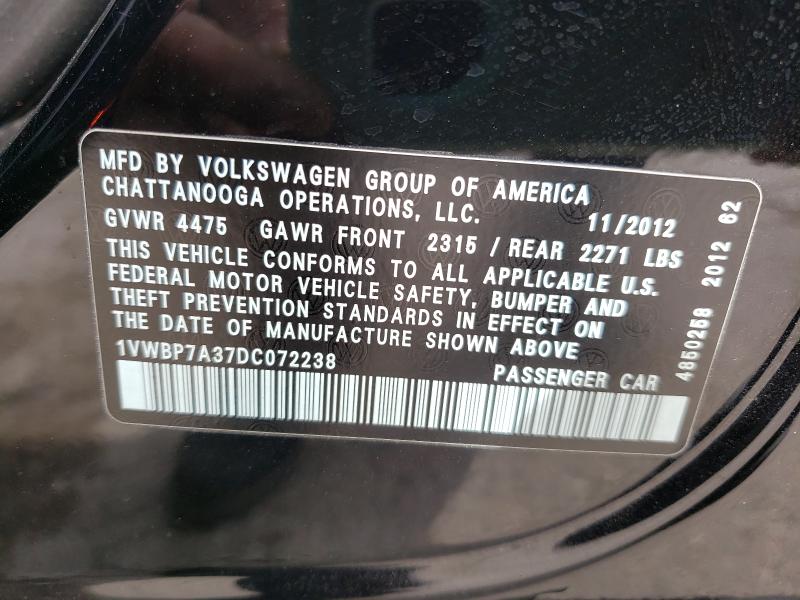 MFD BY VOLKSWAGEN GROUP OF AMERICA
CHATTANOOGA OPERATIONS, LLC. 11/2012
GVWR 4475 GAWR FRONT 2315 / REAR 2271 LBS
THIS VEHICLE CONFORMS TO ALL APPLICABLE U.S.
FEDERAL MOTOR VEHICLE SAFETY, BUMPER AND
THEFT PREVENTION STANDARDS IN EFFECT ON
THE DATE OF MANUFACTURE SHOWN ABOVE
1VWBP7A37DC072238 PASSENGER CAR
4850258 2012 62